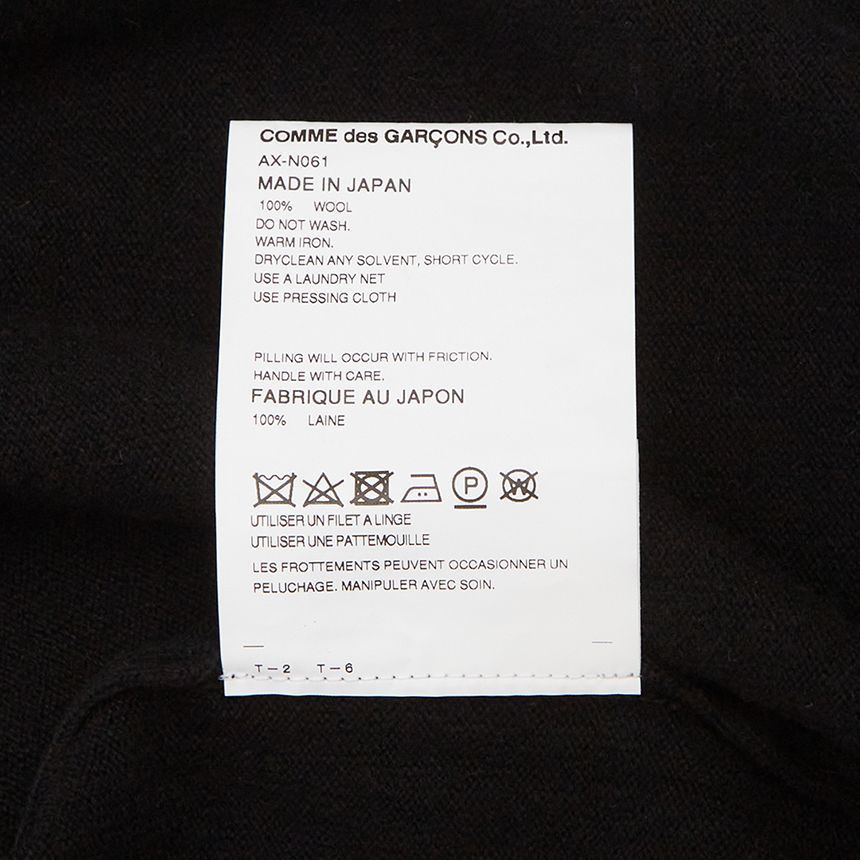 COMME des GARÇONS Co.,Ltd.
AX-N061
MADE IN JAPAN
100% WOOL
DO NOT WASH.
WARM IRON.
DRYCLEAN ANY SOLVENT, SHORT CYCLE.
USE A LAUNDRY NET
USE PRESSING CLOTH
PILLING WILL OCCUR WITH FRICTION.
HANDLE WITH CARE.
FABRIQUE AU JAPON
100% LAINE
P W
UTILISER UN FILET A LINGE
UTILISER UNE PATTEMOUILLE
LES FROTTEMENTS PEUVENT OCCASIONNER UN
PELUCHAGE. MANIPULER AVEC SOIN.
T-2 T-6